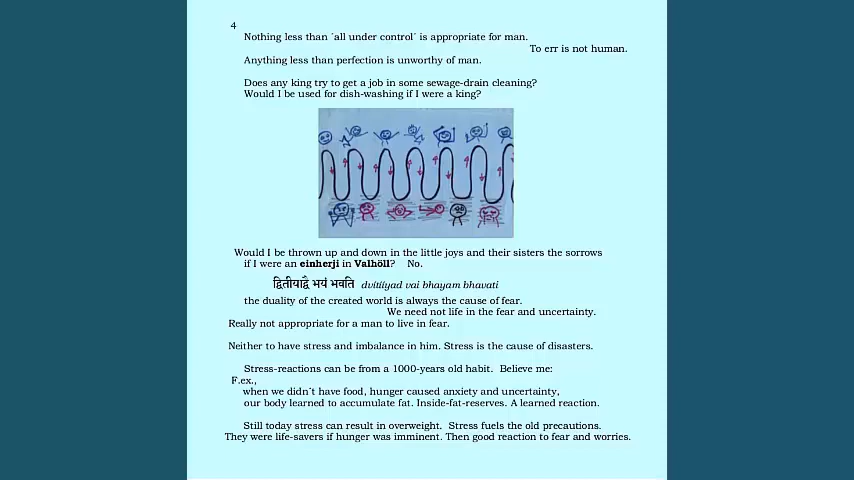 4
Nothing less than ´all under control´ is appropriate for man.
To err is not human.
Anything less than perfection is unworthy of man.
Does any king try to get a job in some sewage-drain cleaning?
Would I be used for dish-washing if I were a king?
Would I be thrown up and down in the little joys and their sisters the sorrows
if I were an einherji in Valhöll? No.
द्वितीयाद्वै भयं भवति dvitiiyad vai bhayam bhavati
the duality of the created world is always the cause of fear.
We need not life in the fear and uncertainty.
Really not appropriate for a man to live in fear.
Neither to have stress and imbalance in him. Stress is the cause of disasters.
Stress-reactions can be from a 1000-years old habit. Believe me:
F.ex.,
when we didn´t have food, hunger caused anxiety and uncertainty,
our body learned to accumulate fat. Inside-fat-reserves. A learned reaction.
Still today stress can result in overweight. Stress fuels the old precautions.
They were life-savers if hunger was imminent. Then good reaction to fear and worries.